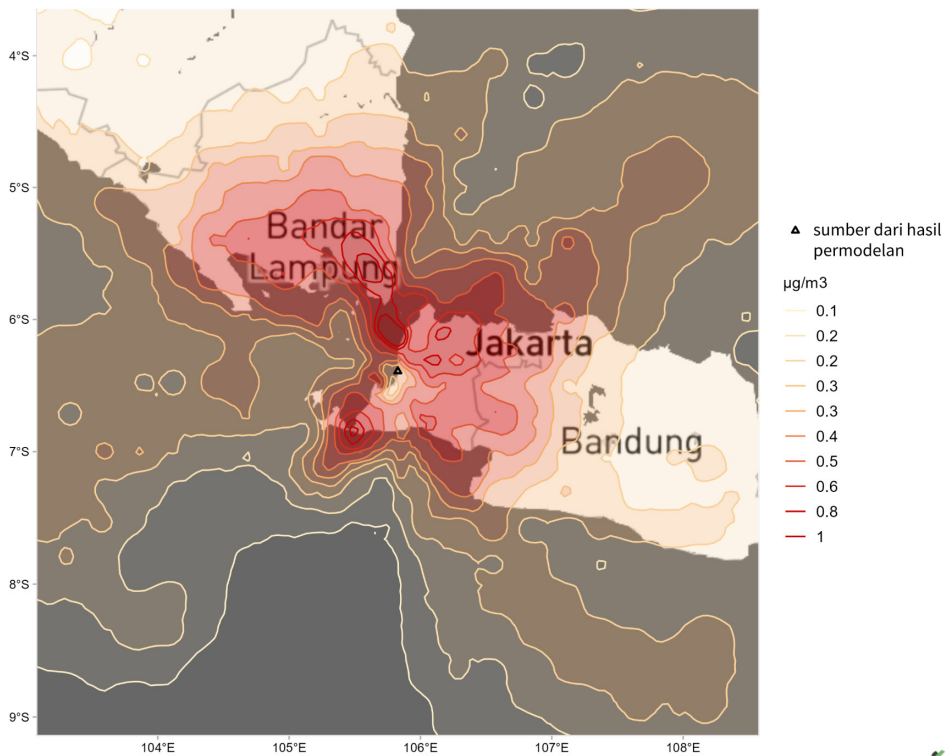 4°S
5°S
6°S
7°S
8°S
9°S
104°E
105°E
106°E
107°E
108°E
Bandar
Lampung
Jakarta
Bandung
sumber dari hasil
permodelan
µg/m3
0.1
0.2
0.2
0.3
0.3
0.4
0.5
0.6
0.8
1